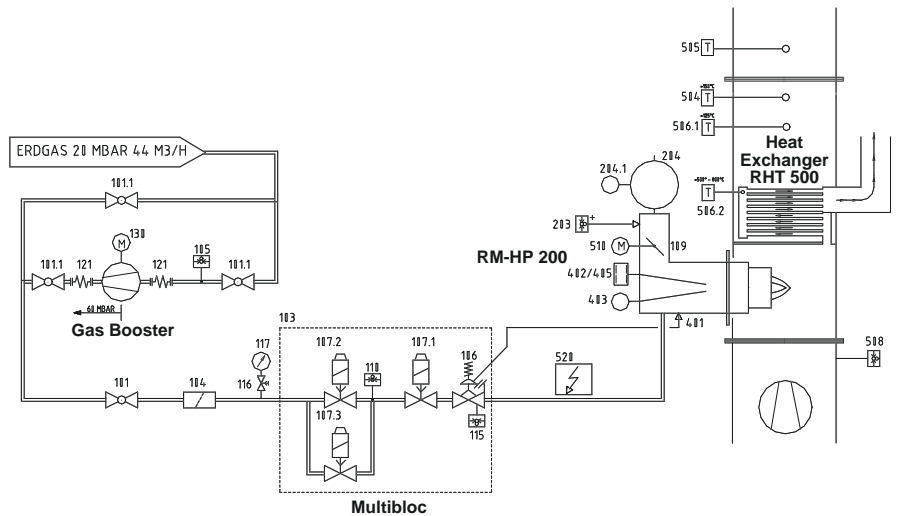 505 T
~150°C
504 T
506.1 T
Heat
Exchanger
RHT 500
ERDGAS 20 MBAR 44 M3/H
204
204.1
T
506.2
101.1
203 +
130
M
510 M
109
105
RM-HP 200
101.1
121
121
101.1
402/405
403
60 MBAR
Gas Booster
103
401
107.2
107.1
117
106
520
508
110
101
104
116
107.3
115
Multibloc